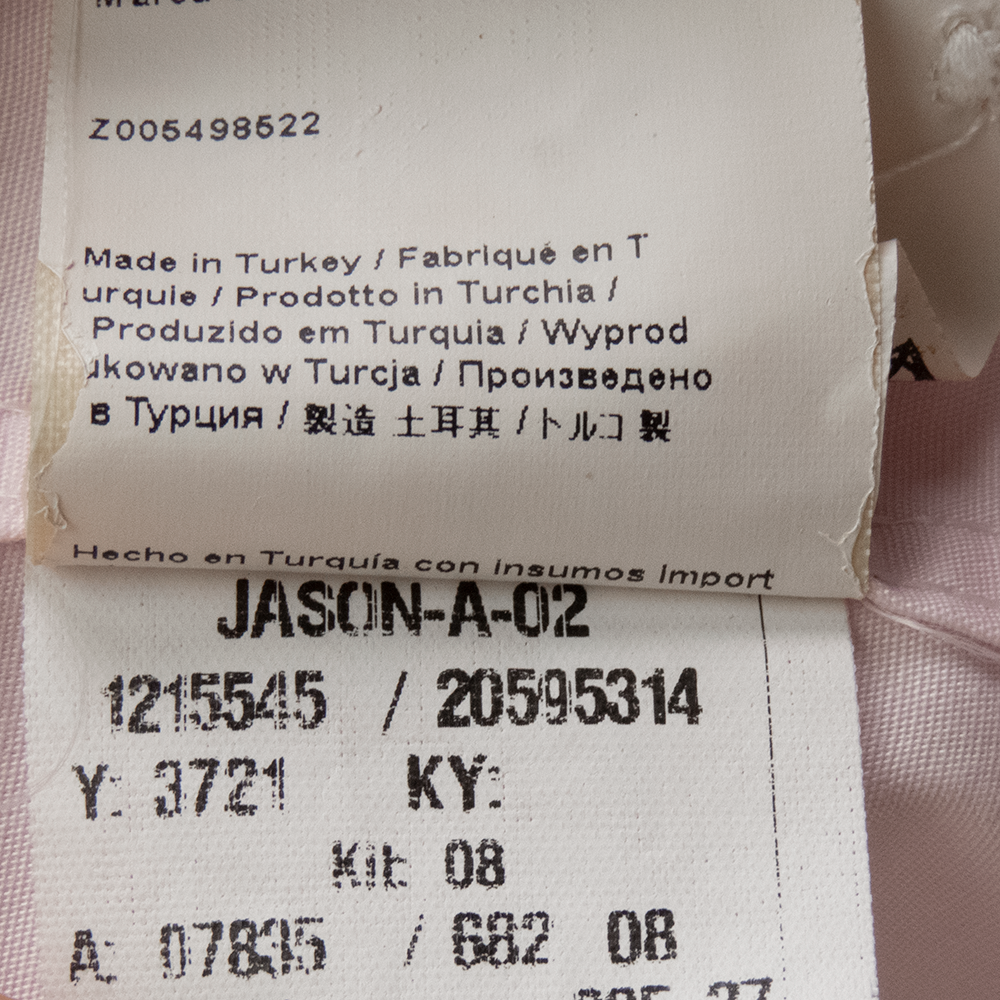 Z005498522
Made in Turkey / Fabriqué en T
urquie / Prodotto in Turchia /
Produzido em Turquia / Wyprod
ukowano w Turcja / Произведено
в Турция / 製造 土耳其 /トルコ 製
Hecho en Turquía con insumos import
JASON-A-02
1215545 / 20595314
Y: 3721 KY:
Kit: 08
A: 07835 / 682 08